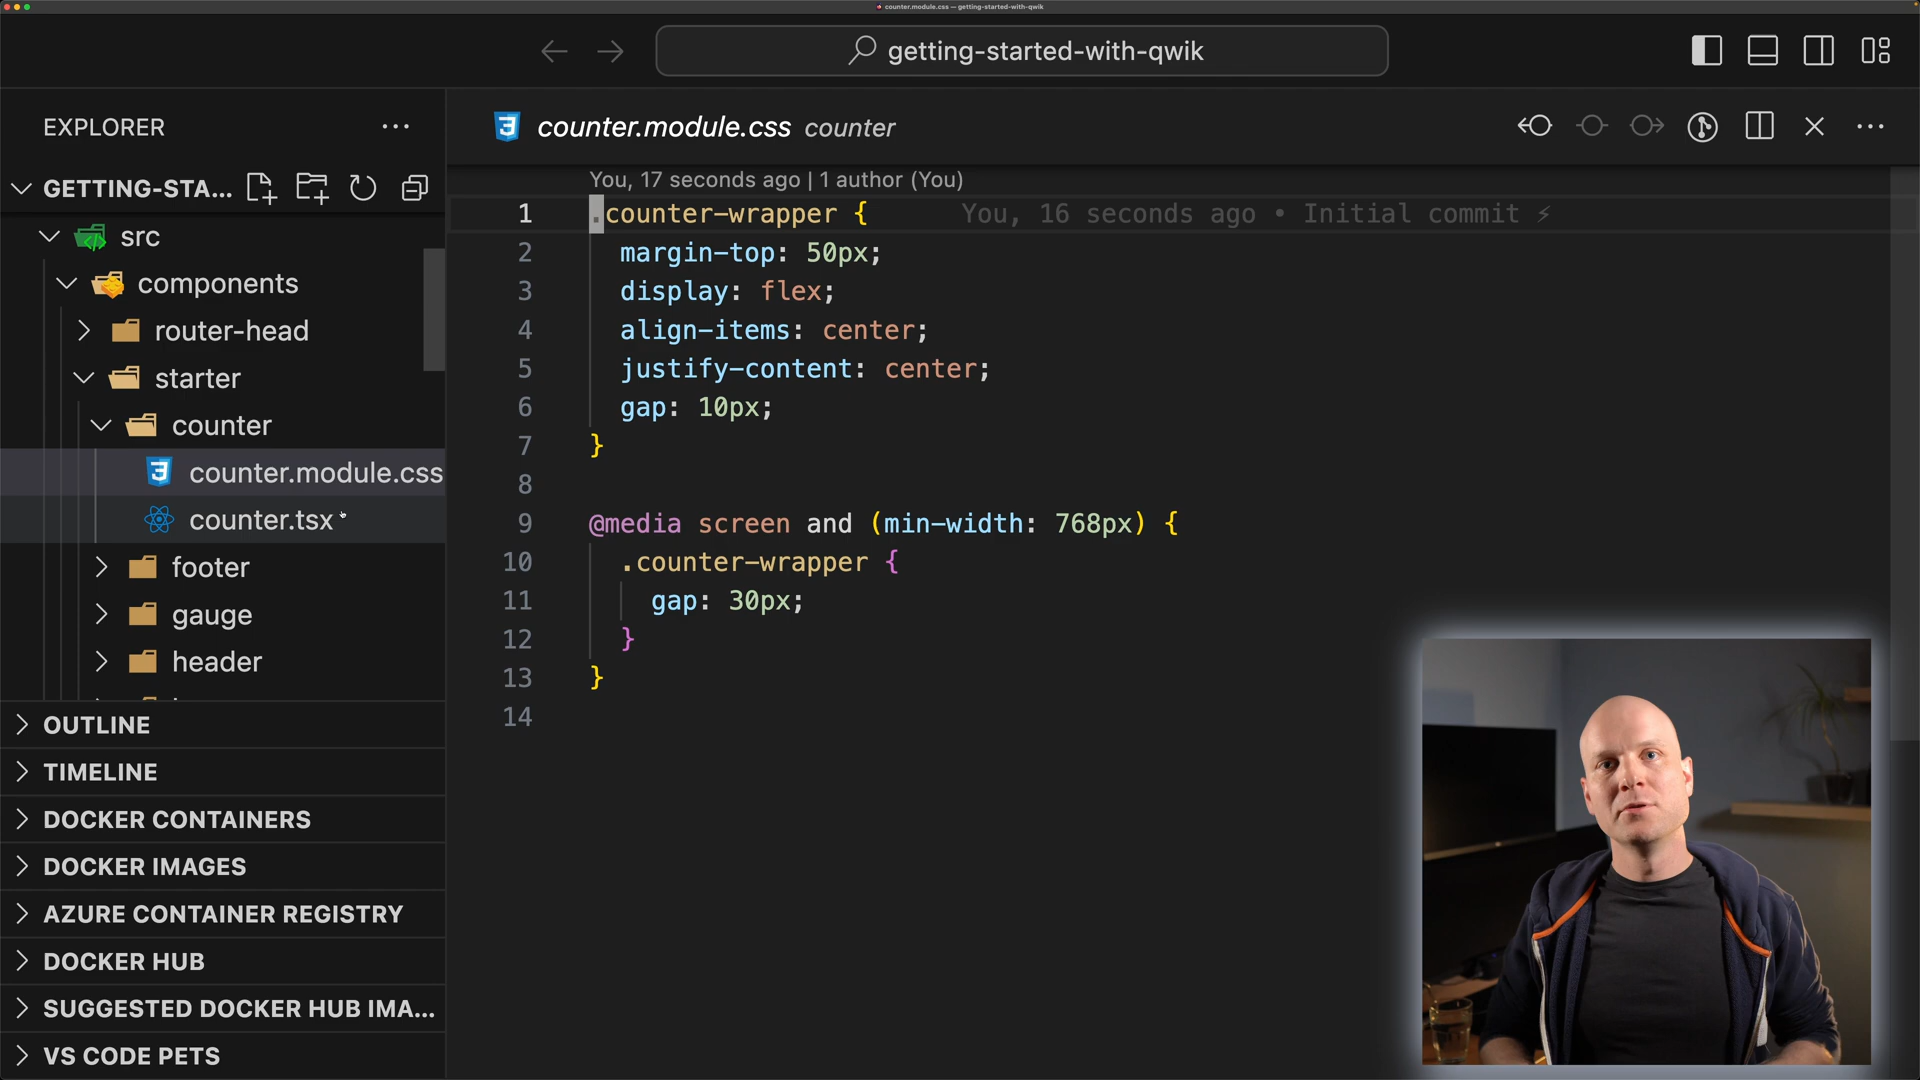 counter.module.css — getting-started-with-qwik
getting-started-with-qwik
EXPLORER
GETTING-STA...
src
components
router-head
starter
counter
counter.module.css
counter.tsx
footer
gauge
header
OUTLINE
TIMELINE
DOCKER CONTAINERS
DOCKER IMAGES
AZURE CONTAINER REGISTRY
DOCKER HUB
SUGGESTED DOCKER HUB IMA...
VS CODE PETS
counter.module.css counter
You, 17 seconds ago | 1 author (You)
1 .counter-wrapper { You, 16 seconds ago • Initial commit
2 margin-top: 50px;
3 display: flex;
4 align-items: center;
5 justify-content: center;
6 gap: 10px;
7 }
8
9 @media screen and (min-width: 768px) {
10 .counter-wrapper {
11 gap: 30px;
12 }
13 }
14